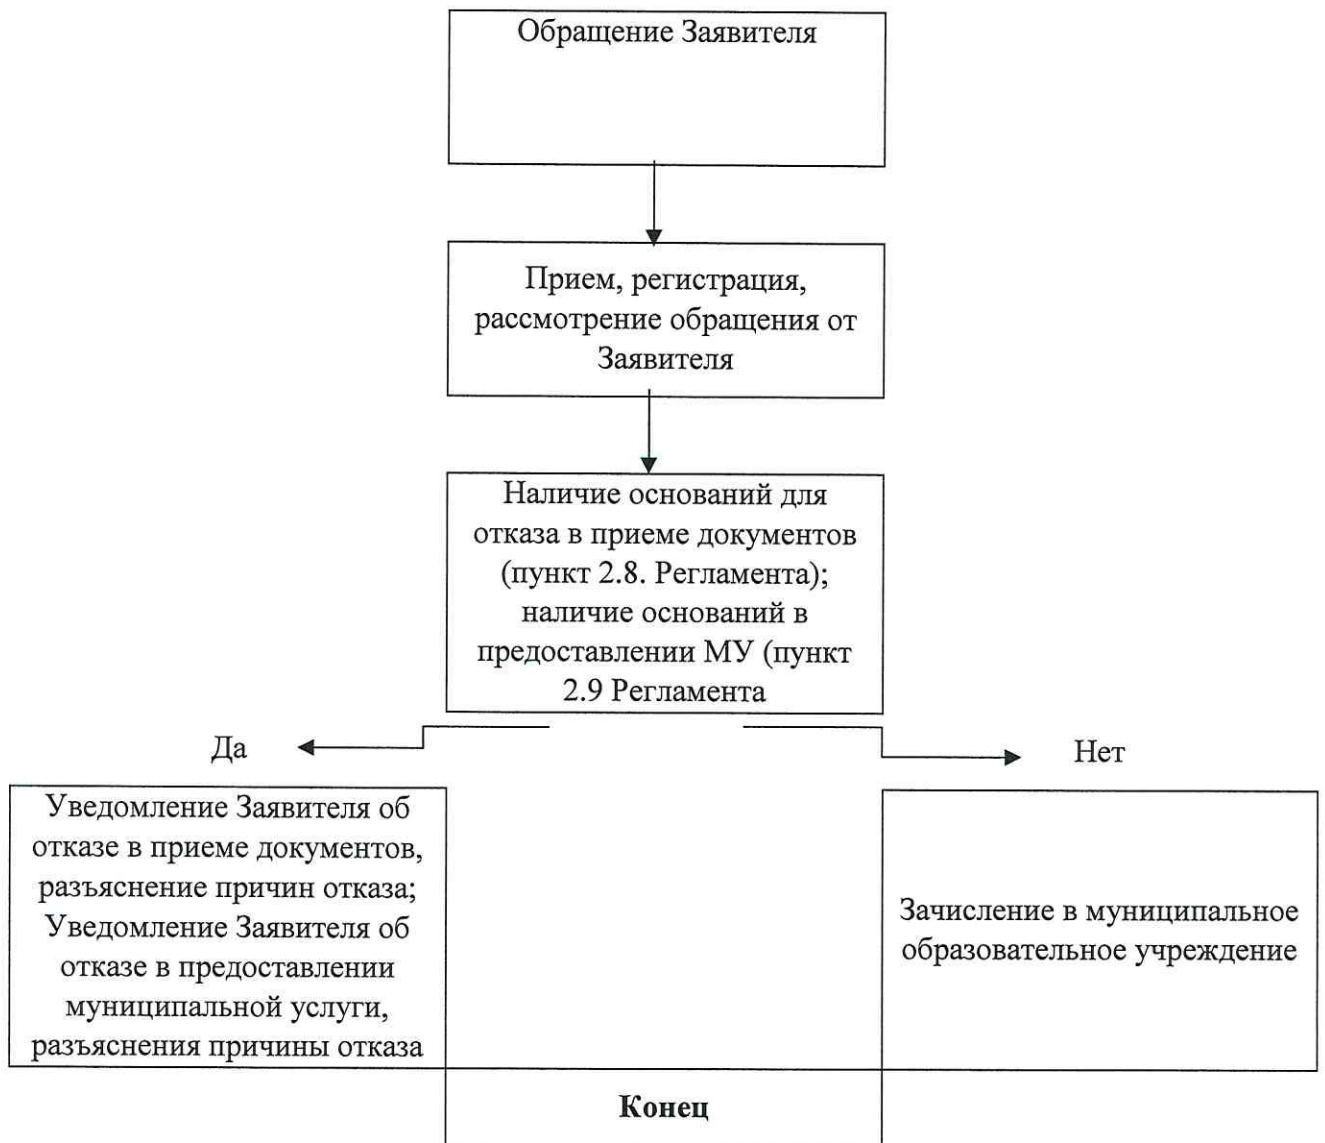 Обращение Заявителя
Прием, регистрация,
рассмотрение обращения от
Заявителя
Наличие оснований для
отказа в приеме документов
(пункт 2.8. Регламента);
наличие оснований в
предоставлении МУ (пункт
2.9 Регламента
Да
Нет
Уведомление Заявителя об
отказе в приеме документов,
разъяснение причин отказа;
Уведомление Заявителя об
отказе в предоставлении
муниципальной услуги,
разъяснения причины отказа
Зачисление в муниципальное
образовательное учреждение
Конец